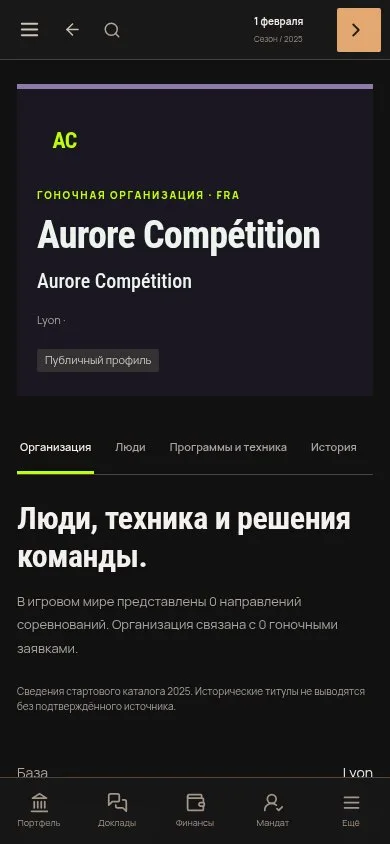 1 февраля
Сезон / 2025
AC
ГОНОЧНАЯ ОРГАНИЗАЦИЯ · FRA
Aurore Compétition
Aurore Compétition
Lyon ·
Публичный профиль
Организация Люди Программы и техника История
Люди, техника и решения
команды.
В игровом мире представлены 0 направлений
соревнований. Организация связана с 0 гоночными
заявками.
Сведения стартового каталога 2025. Исторические титулы не выводятся
без подтверждённого источника.
База Lyon
Портфель Доклады Финансы Мандат Ещё